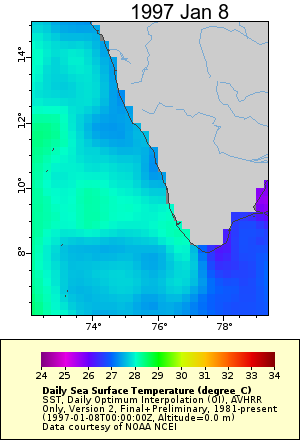 1997 Jan 8
14°
12°
10°
8°
74° 76° 78°
24 25 26 27 28 29 30 31 32 33 34
Daily Sea Surface Temperature (degree_C)
SST, Daily Optimum Interpolation (OI), AVHRR
Only, Version 2, Final+Preliminary, 1981-present
(1997-01-08T00:00:00Z, Altitude=0.0 m)
Data courtesy of NOAA NCEI